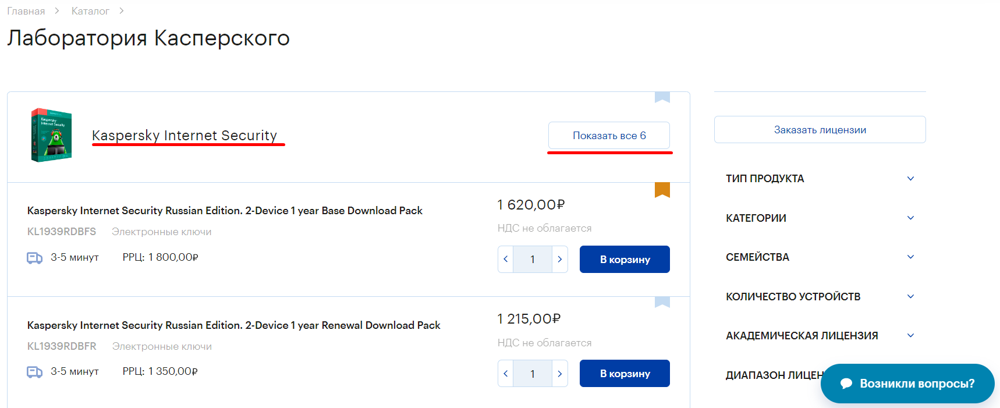 Главная > Каталог >
Лаборатория Касперского
Kaspersky
Internet Security
Kaspersky Internet Security
Показать все 6
Kaspersky Internet Security Russian Edition. 2-Device 1 year Base Download Pack
KL1939RDBFS Электронные ключи
3-5 минут РРЦ: 1 800,00₽
1 620,00₽
НДС не облагается
< 1 > В корзину
Kaspersky Internet Security Russian Edition. 2-Device 1 year Renewal Download Pack
KL1939RDBFR Электронные ключи
3-5 минут РРЦ: 1 350,00₽
1 215,00₽
НДС не облагается
< 1 > В корзину
Заказать лицензии
ТИП ПРОДУКТА
КАТЕГОРИИ
СЕМЕЙСТВА
КОЛИЧЕСТВО УСТРОЙСТВ
АКАДЕМИЧЕСКАЯ ЛИЦЕНЗИЯ
ДИАПАЗОН ЛИЦЕН
Возникли вопросы?